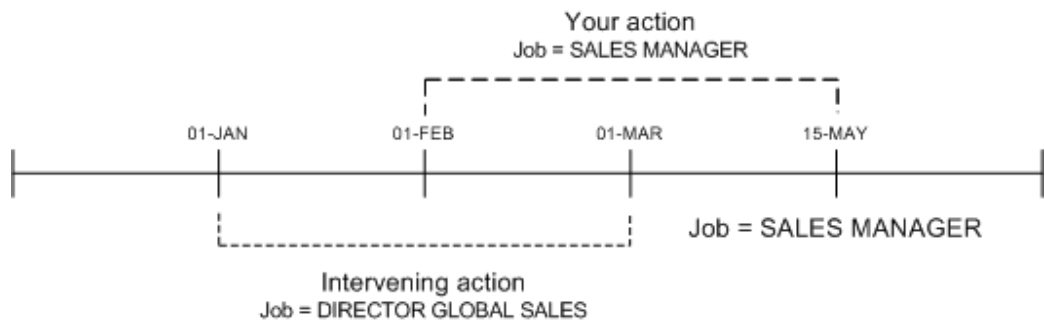 Your action
Job = SALES MANAGER
01-JAN 01-FEB 01-MAR 15-MAY
Job = SALES MANAGER
Intervening action
Job = DIRECTOR GLOBAL SALES